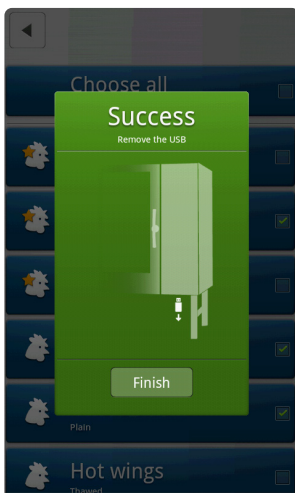 Choose all
Success
Remove the USB
Finish
Plain
Hot wings
Thawed